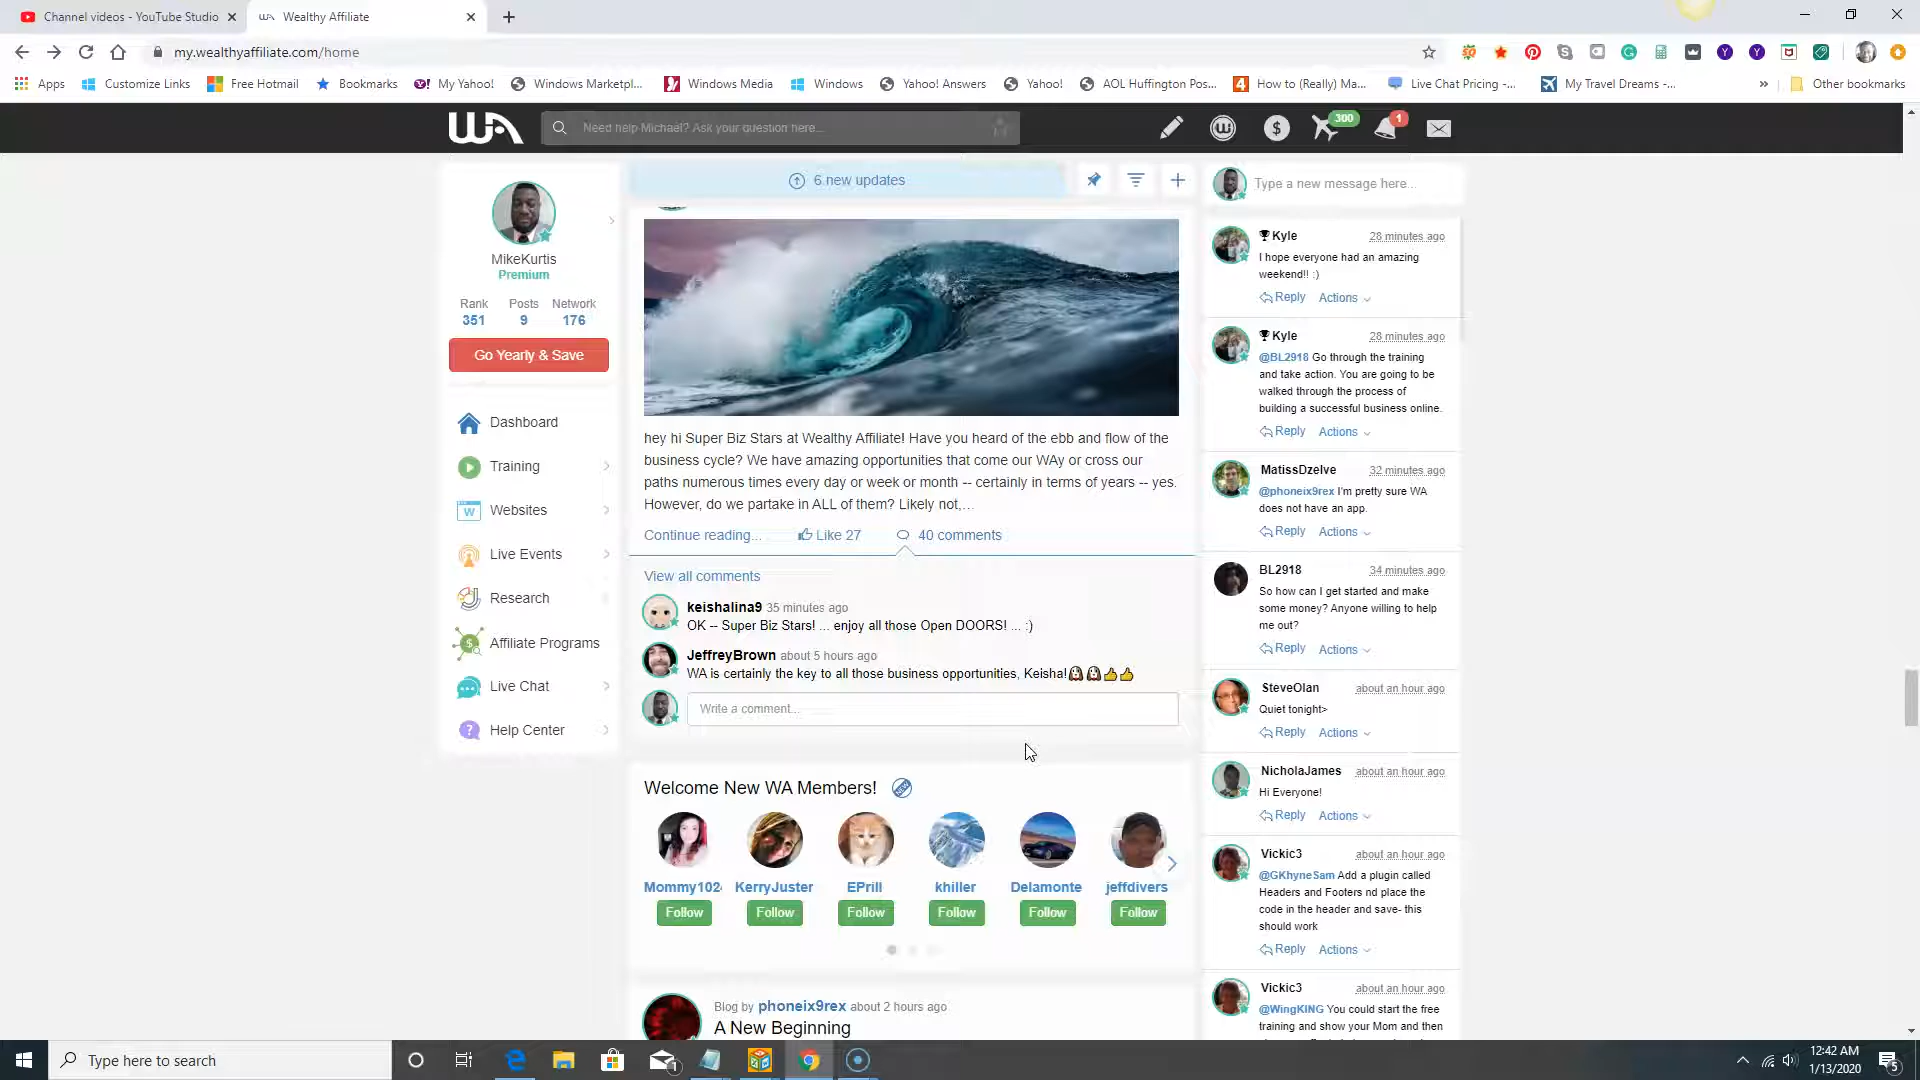 Channel videos - YouTube Studio
Wealthy Affiliate
my.wealthyaffiliate.com/home
Apps
Customize Links
Free Hotmail
Bookmarks
My Yahoo!
Windows Marketpl...
Windows Media
Windows
Yahoo! Answers
Yahoo!
AOL Huffington Pos...
How to (Really) Ma...
Live Chat Pricing -...
My Travel Dreams -...
Other bookmarks
WA
Need help Michael? Ask your question here...
300
1
MikeKurtis
Premium
Rank Posts Network
351 9 176
Go Yearly & Save
Dashboard
Training
Websites
Live Events
Research
Affiliate Programs
Live Chat
Help Center
6 new updates
hey hi Super Biz Stars at Wealthy Affiliate! Have you heard of the ebb and flow of the
business cycle? We have amazing opportunities that come our WAy or cross our
paths numerous times every day or week or month -- certainly in terms of years -- yes.
However, do we partake in ALL of them? Likely not,...
Continue reading... Like 27 40 comments
View all comments
keishalina9 35 minutes ago
OK -- Super Biz Stars! ... enjoy all those Open DOORS! ... :)
JeffreyBrown about 5 hours ago
WA is certainly the key to all those business opportunities, Keisha!
Write a comment...
Welcome New WA Members!
Mommy102 KerryJuster EPrill khiller Delamonte jeffdivers
Follow Follow Follow Follow Follow Follow
Blog by phoneix9rex about 2 hours ago
A New Beginning
Type a new message here...
Kyle 28 minutes ago
I hope everyone had an amazing
weekend!! :)
Reply Actions
Kyle 28 minutes ago
@BL2918 Go through the training
and take action. You are going to be
walked through the process of
building a successful business online.
Reply Actions
MatissDzelve 32 minutes ago
@phoneix9rex I'm pretty sure WA
does not have an app.
Reply Actions
BL2918 34 minutes ago
So how can I get started and make
some money? Anyone willing to help
me out?
Reply Actions
SteveOlan about an hour ago
Quiet tonight>
Reply Actions
NicholaJames about an hour ago
Hi Everyone!
Reply Actions
Vickic3 about an hour ago
@GKhyneSam Add a plugin called
Headers and Footers nd place the
code in the header and save- this
should work
Reply Actions
Vickic3 about an hour ago
@WingKING You could start the free
training and show your Mom and then
Type here to search
12:42 AM
1/13/2020
5